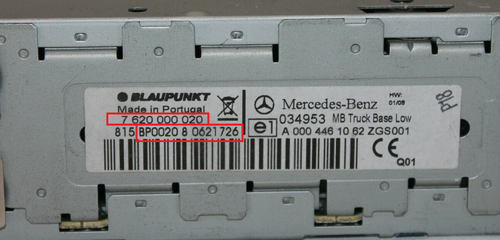 BLAUPUNKT
Made in Portugal
7 620 000 020
815 BP0020 8 0621726
Mercedes-Benz
HW: 01/08
e1 034953 MB Truck Base Low
A 000 446 10 62 ZGS001
CE
Q01
P18